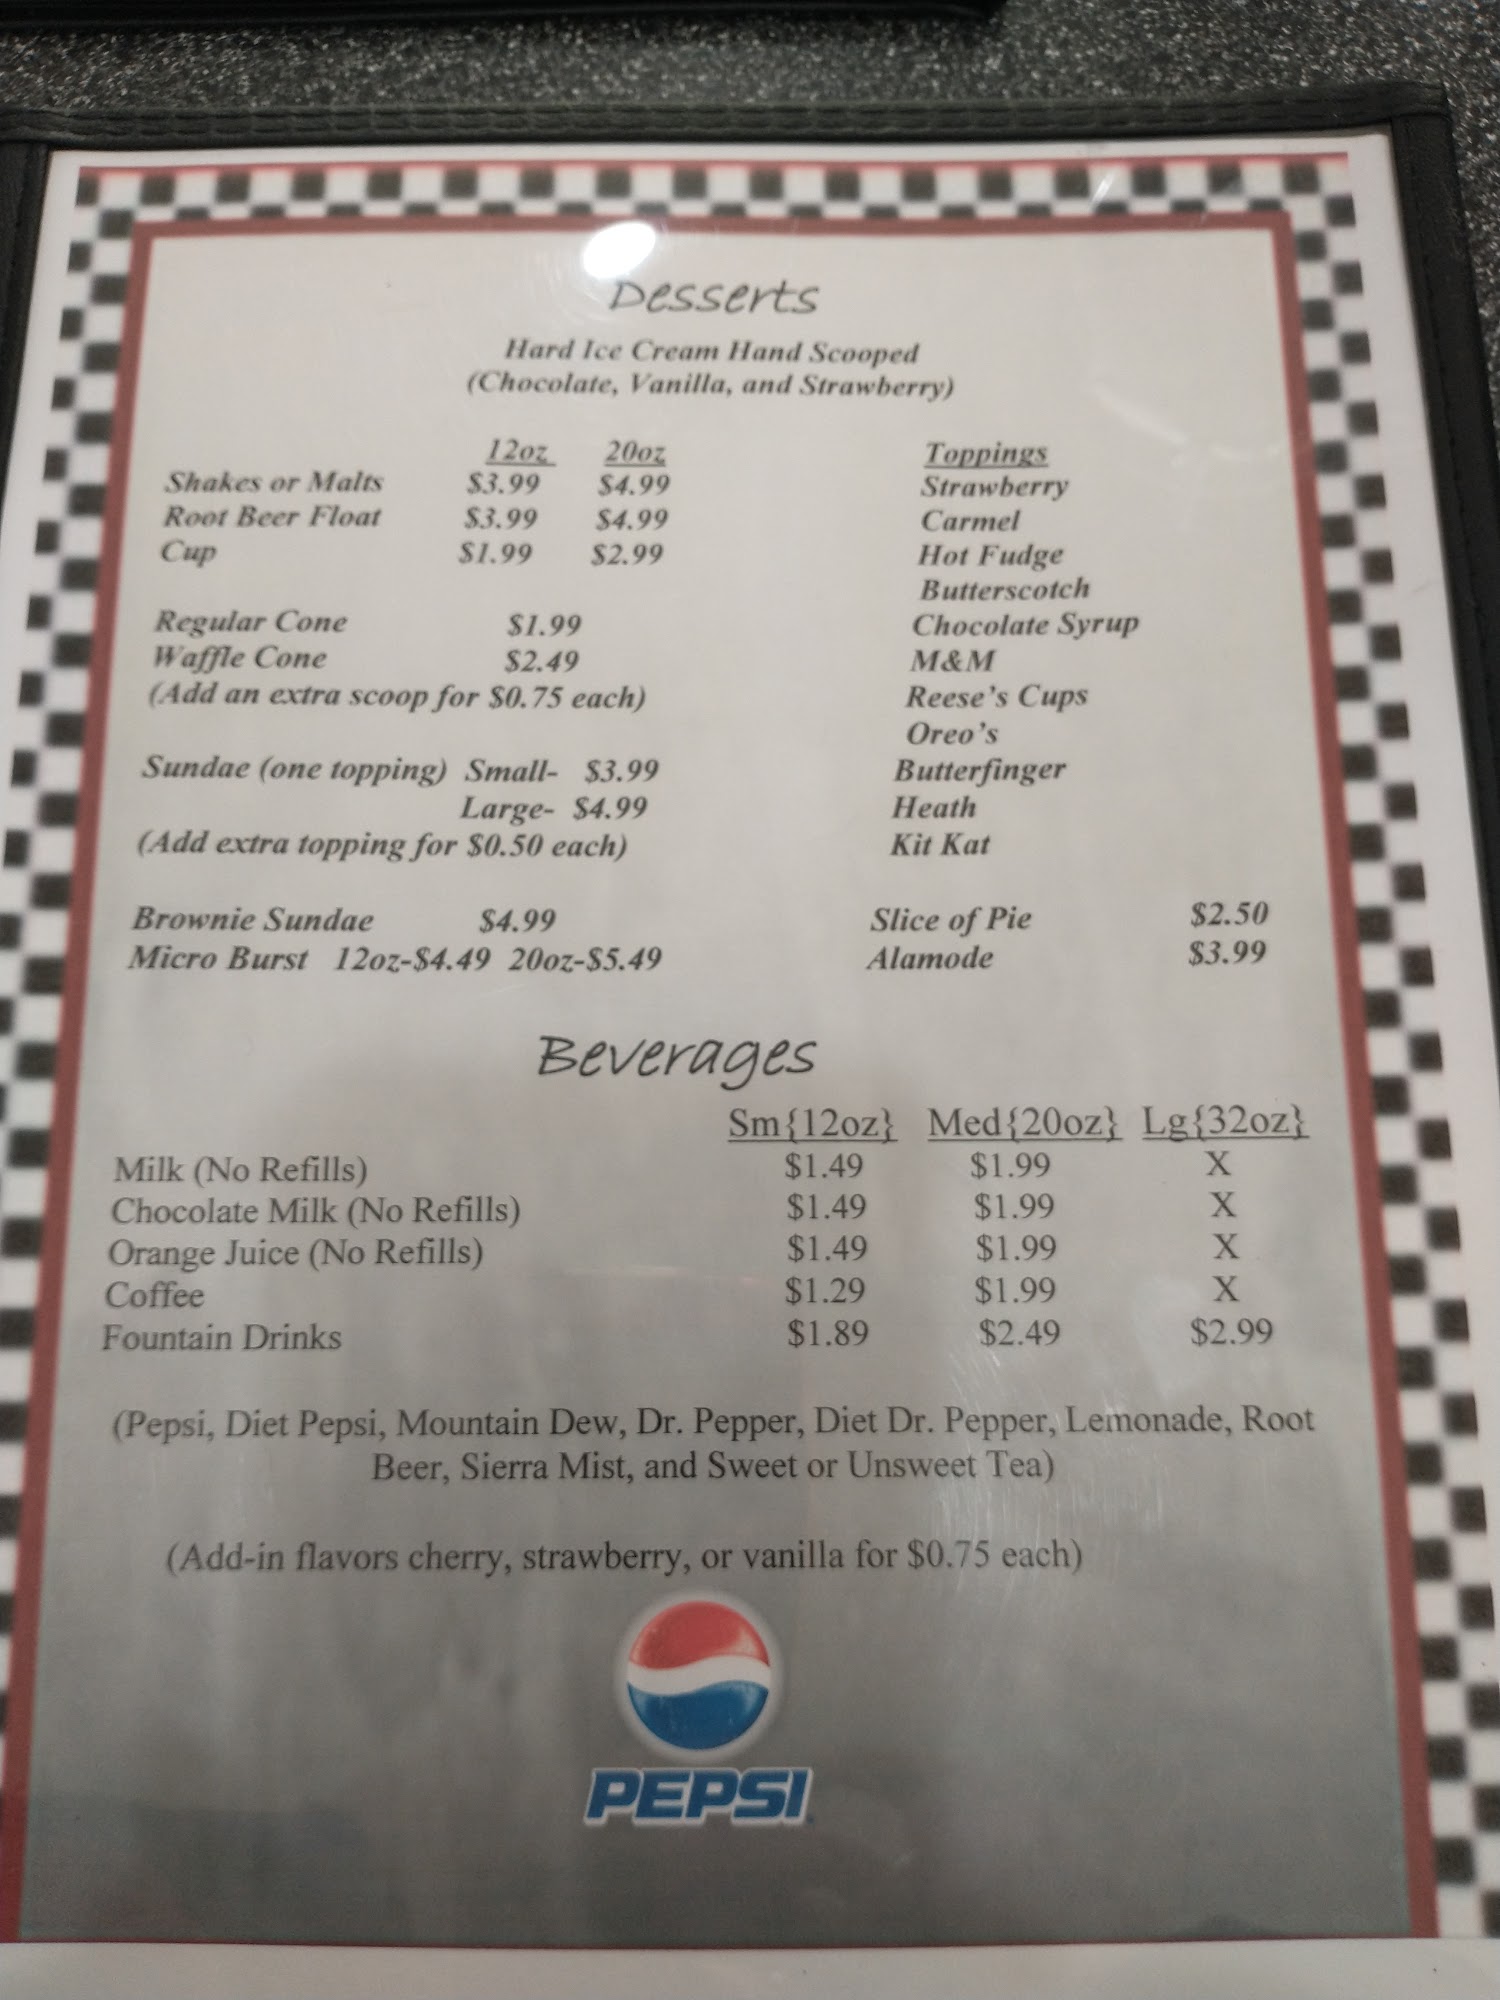 Desserts
Hard Ice Cream Hand Scooped
(Chocolate, Vanilla, and Strawberry)
12oz 20oz
Shakes or Malts $3.99 $4.99
Root Beer Float $3.99 $4.99
Cup $1.99 $2.99
Regular Cone $1.99
Waffle Cone $2.49
(Add an extra scoop for $0.75 each)
Sundae (one topping) Small- $3.99
Large- $4.99
(Add extra topping for $0.50 each)
Brownie Sundae $4.99
Micro Burst 12oz-$4.49 20oz-$5.49
Toppings
Strawberry
Carmel
Hot Fudge
Butterscotch
Chocolate Syrup
M&M
Reese's Cups
Oreo's
Butterfinger
Heath
Kit Kat
Slice of Pie $2.50
Alamode $3.99
Beverages
Sm{12oz} Med{20oz} Lg{32oz}
Milk (No Refills) $1.49 $1.99 X
Chocolate Milk (No Refills) $1.49 $1.99 X
Orange Juice (No Refills) $1.49 $1.99 X
Coffee $1.29 $1.99 X
Fountain Drinks $1.89 $2.49 $2.99
(Pepsi, Diet Pepsi, Mountain Dew, Dr. Pepper, Diet Dr. Pepper, Lemonade, Root
Beer, Sierra Mist, and Sweet or Unsweet Tea)
(Add-in flavors cherry, strawberry, or vanilla for $0.75 each)
PEPSI